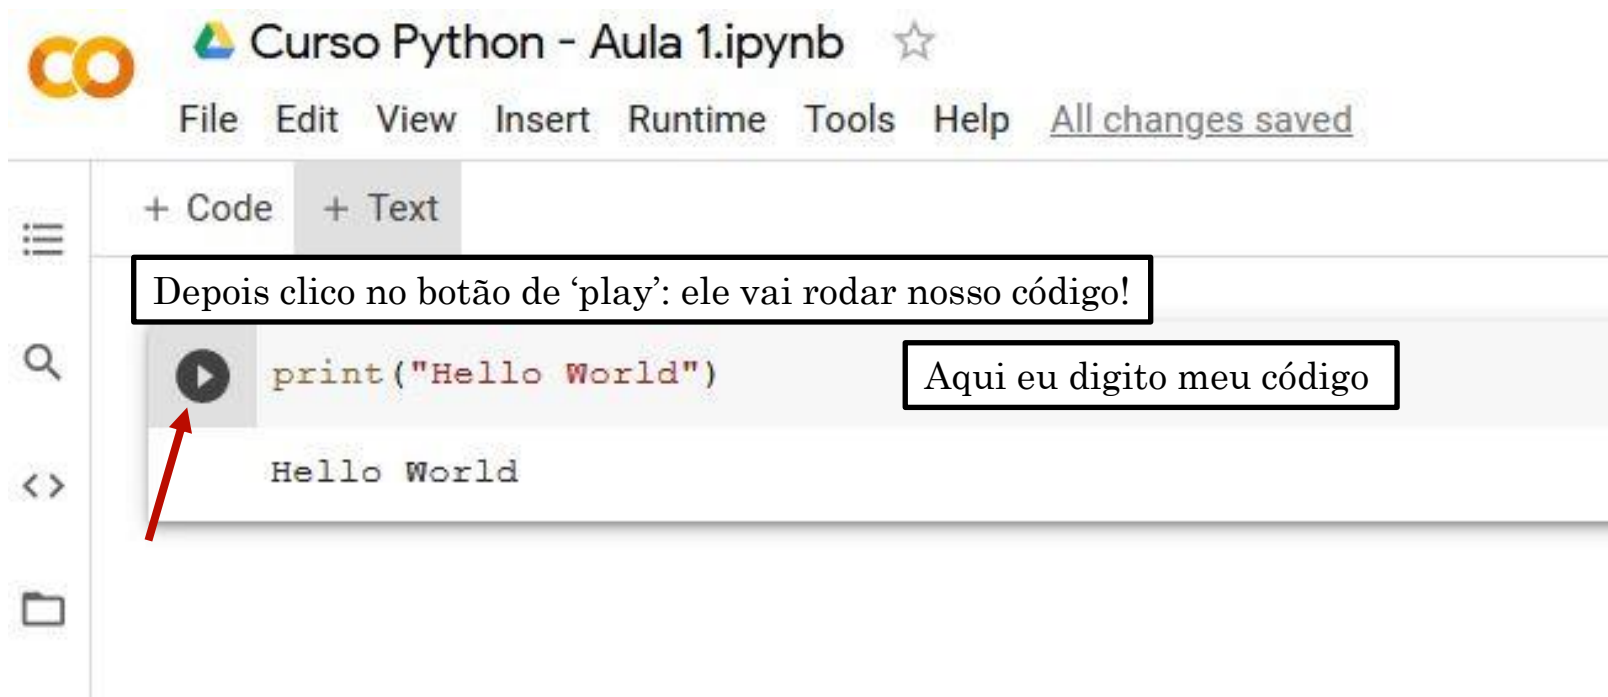 Curso Python - Aula 1.ipynb
File Edit View Insert Runtime Tools Help All changes saved
+ Code + Text
Depois clico no botão de ‘play’: ele vai rodar nosso código!
print("Hello World")
Aqui eu digito meu código
Hello World